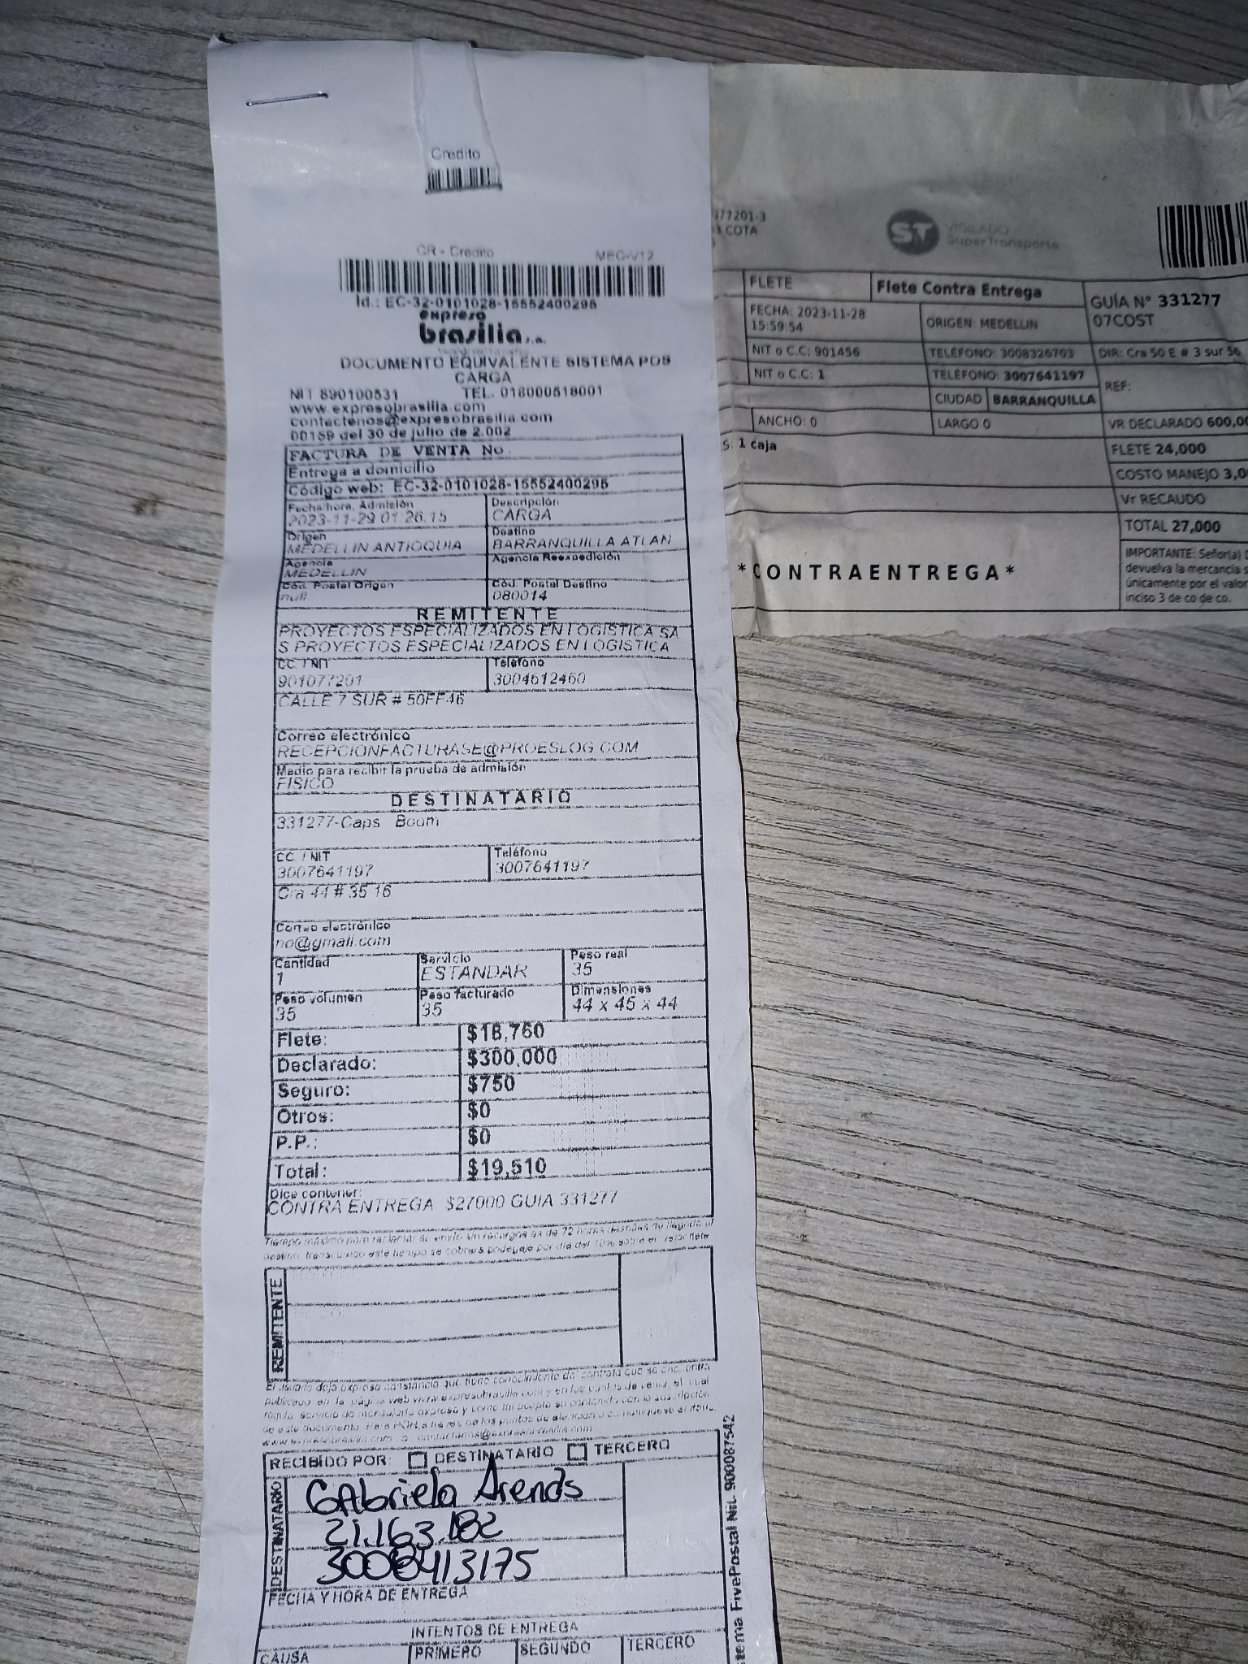 Credito
CR - Credito MEC-V12
Id.: EC-32-0101028-15552400295
expreso
brasilia s.a.
DOCUMENTO EQUIVALENTE SISTEMA POS
CARGA
NIT 890100531 TEL. 018000518001
www.expresobrasilia.com
contactenos@expresobrasilia.com
00159 del 30 de julio de 2.002
FACTURA DE VENTA No
Entrega a domicilio
Código web: EC-32-0101028-15552400295
Fecha/hora, Admisión
2023-11-29 01:26:15
Descripción
CARGA
Origen
MEDELLIN ANTIOQUIA
Destino
BARRANQUILLA ATLAN
Agencia
MEDELLIN
Agencia Reexpedición
Cód. Postal Origen
null
Cód. Postal Destino
080014
REMITENTE
PROYECTOS ESPECIALIZADOS EN LOGISTICA SA
S PROYECTOS ESPECIALIZADOS EN LOGISTICA
CC / NIT
901077201
Teléfono
3004612460
CALLE 7 SUR # 50FF46
Correo electrónico
RECEPCIONFACTURASE@PROESLOG.COM
Medio para recibir la prueba de admisión
FISICO
DESTINATARIO
331277-Caps Boum
CC / NIT
3007641197
Teléfono
3007641197
Cra 44 # 35 16
Correo electrónico
no@gmail.com
Cantidad
1
Servicio
ESTANDAR
Peso real
35
Peso volumen
35
Peso facturado
35
Dimensiones
44 x 45 x 44
Flete: $18,760
Declarado: $300,000
Seguro: $750
Otros: $0
P.P.: $0
Total: $19,510
Dice contener:
CONTRA ENTREGA $27000 GUIA 331277
REMITENTE
RECIBIDO POR: DESTINATARIO TERCERO
DESTINATARIO
Gabriela Arends
21.163.182
3008413175
FECHA Y HORA DE ENTREGA
INTENTOS DE ENTREGA
CAUSA PRIMERO SEGUNDO TERCERO
tema FivePostal Nit. 900087542
77201-3
COTA
ST VIGILADO
SuperTransporte
FLETE Flete Contra Entrega
GUÍA N° 331277
07COST
FECHA: 2023-11-28
15:59:54
ORIGEN: MEDELLIN
NIT o C.C: 901456 TELÉFONO: 3008326703 DIR: Cra 50 E # 3 sur 56
NIT o C.C: 1 TELÉFONO: 3007641197 REF:
CIUDAD BARRANQUILLA
ANCHO: 0 LARGO 0 VR DECLARADO 600,00
S: 1 caja
FLETE 24,000
COSTO MANEJO 3,0
Vr RECAUDO
TOTAL 27,000
*CONTRAENTREGA*
IMPORTANTE: Señor(a)
devuelva la mercancía s
únicamente por el valor
inciso 3 de co de co.